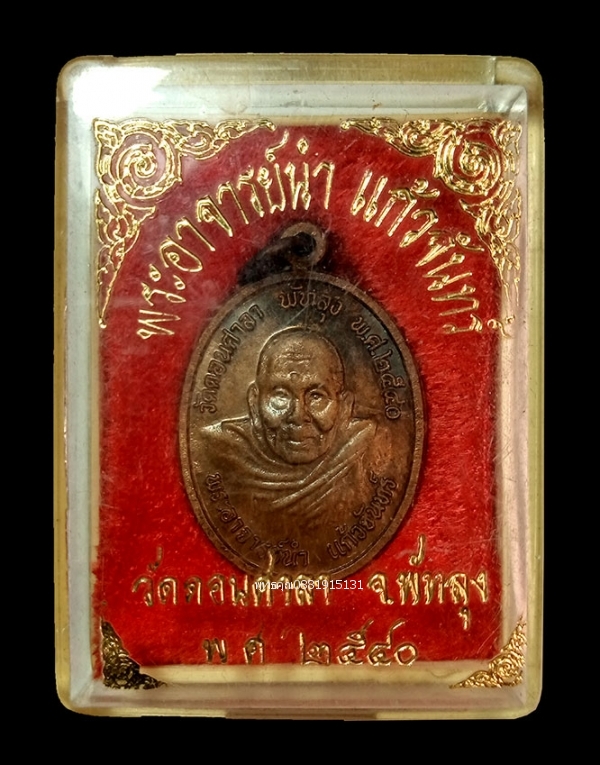 พระอาจารย์นำ แก้วจันทร์
วัดดอนศาลา พัทลุง พ.ศ.๒๕๔๐
พระอาจารย์นำ แก้วจันทร์
0831915131
วัดดอนศาลา จ.พัทลุง
พ ศ ๒๕๔๐